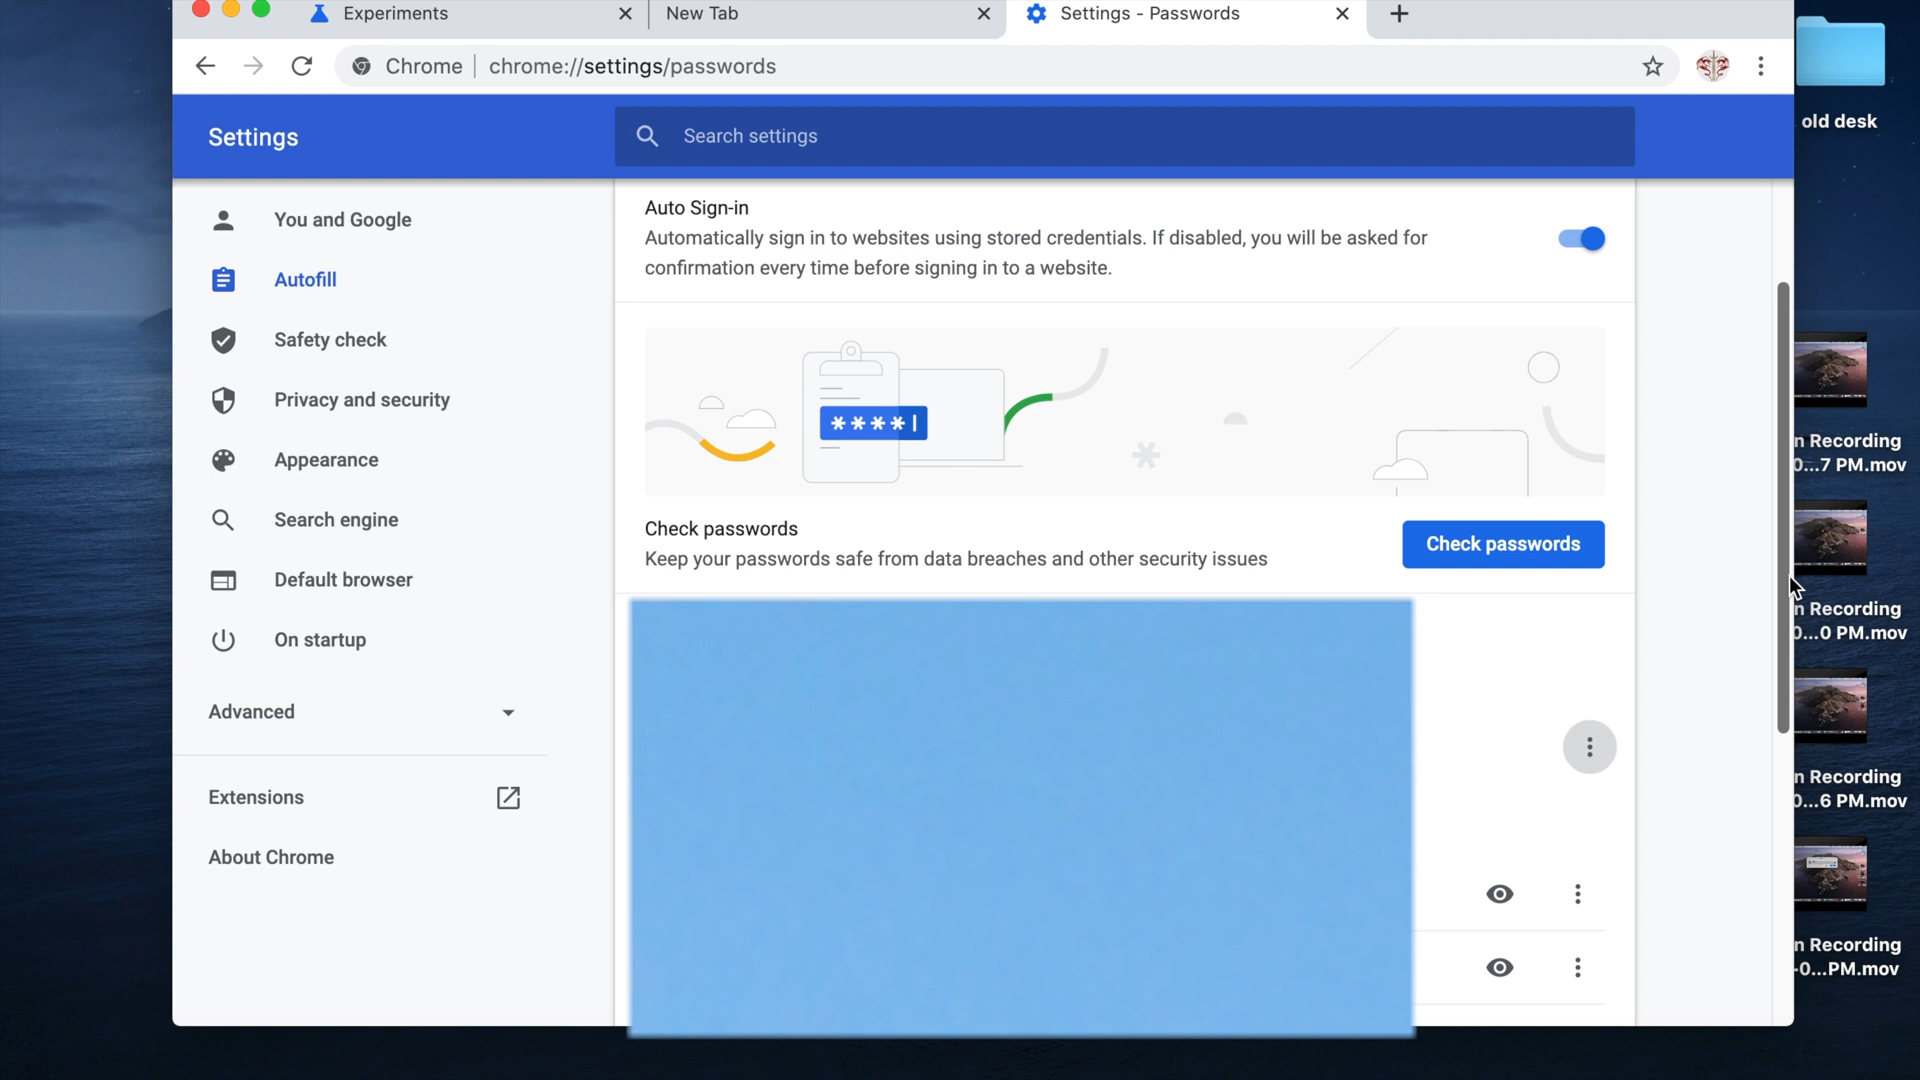 Experiments
New Tab
Settings - Passwords
Chrome
chrome://settings/passwords
Settings
Search settings
You and Google
Autofill
Safety check
Privacy and security
Appearance
Search engine
Default browser
On startup
Advanced
Extensions
About Chrome
Auto Sign-in
Automatically sign in to websites using stored credentials. If disabled, you will be asked for
confirmation every time before signing in to a website.
****|
Check passwords
Keep your passwords safe from data breaches and other security issues
Check passwords
old desk
n Recording
0...7 PM.mov
n Recording
0...0 PM.mov
n Recording
0...6 PM.mov
n Recording
-0...PM.mov